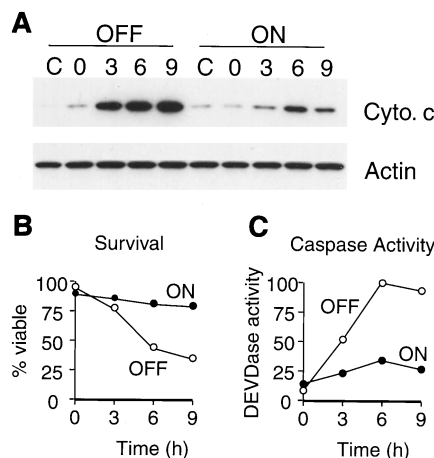 A
OFF ON
C 0 3 6 9 C 0 3 6 9
Cyto. c
Actin
B Survival
100
75
50
25
0
% viable
ON
OFF
0 3 6 9
Time (h)
C Caspase Activity
100
75
50
25
0
DEVDase activity
OFF
ON
0 3 6 9
Time (h)